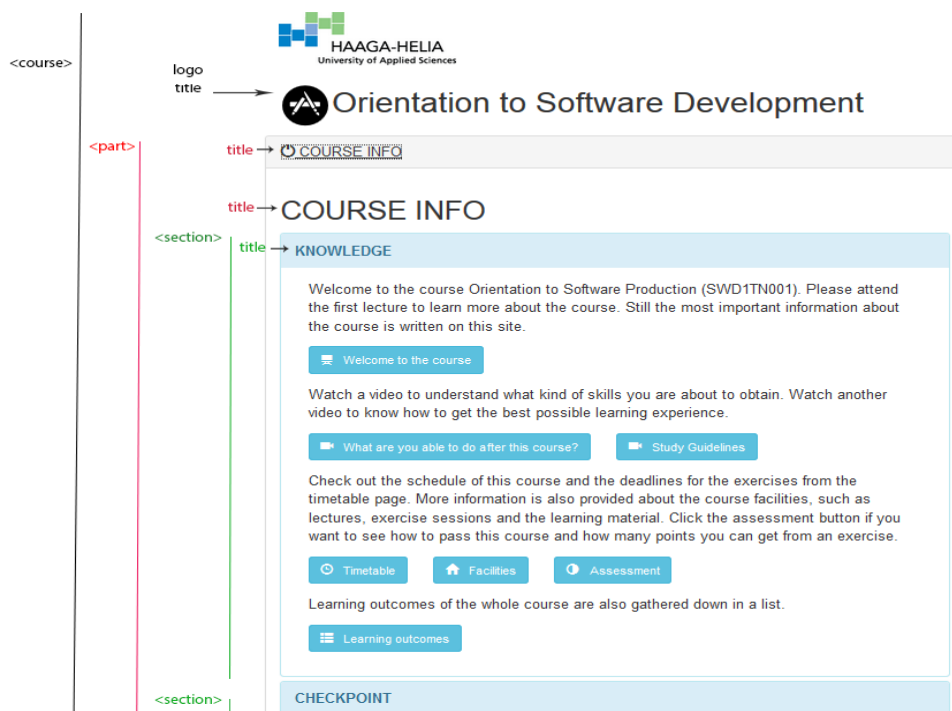 HAAGA-HELIA
University of Applied Sciences
<course>
logo
title
Orientation to Software Development
<part>
title
COURSE INFO
title
COURSE INFO
<section>
title
KNOWLEDGE
Welcome to the course Orientation to Software Production (SWD1TN001). Please attend
the first lecture to learn more about the course. Still the most important information about
the course is written on this site.
Welcome to the course
Watch a video to understand what kind of skills you are about to obtain. Watch another
video to know how to get the best possible learning experience.
What are you able to do after this course? Study Guidelines
Check out the schedule of this course and the deadlines for the exercises from the
timetable page. More information is also provided about the course facilities, such as
lectures, exercise sessions and the learning material. Click the assessment button if you
want to see how to pass this course and how many points you can get from an exercise.
Timetable Facilities Assessment
Learning outcomes of the whole course are also gathered down in a list.
Learning outcomes
<section>
CHECKPOINT